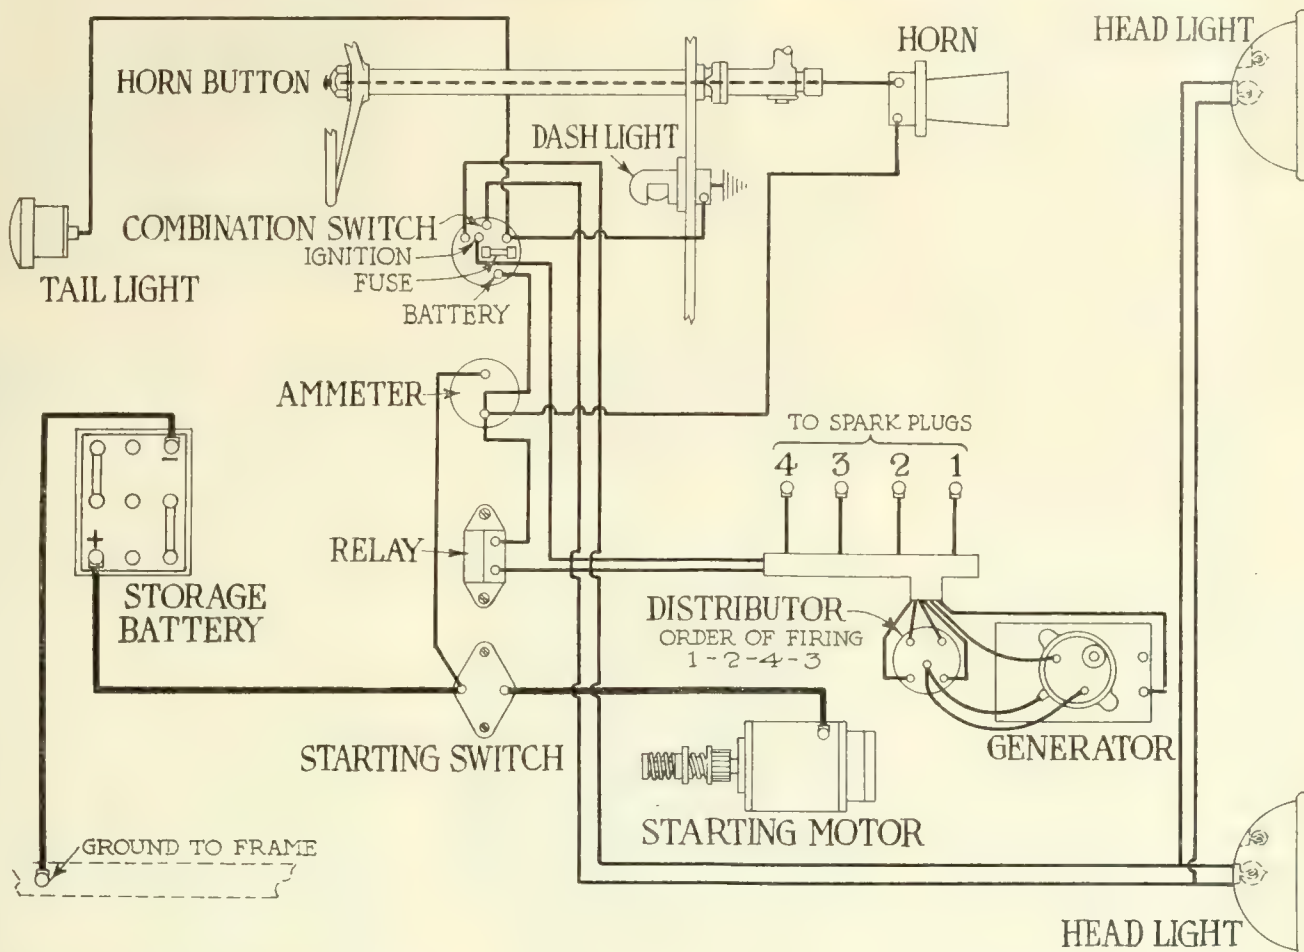 HEAD LIGHT
HORN
HORN BUTTON
DASH LIGHT
COMBINATION SWITCH
IGNITION
FUSE
BATTERY
TAIL LIGHT
AMMETER
TO SPARK PLUGS
4 3 2 1
−
+
RELAY
STORAGE
BATTERY
DISTRIBUTOR
ORDER OF FIRING
1-2-4-3
STARTING SWITCH
GENERATOR
STARTING MOTOR
GROUND TO FRAME
HEAD LIGHT